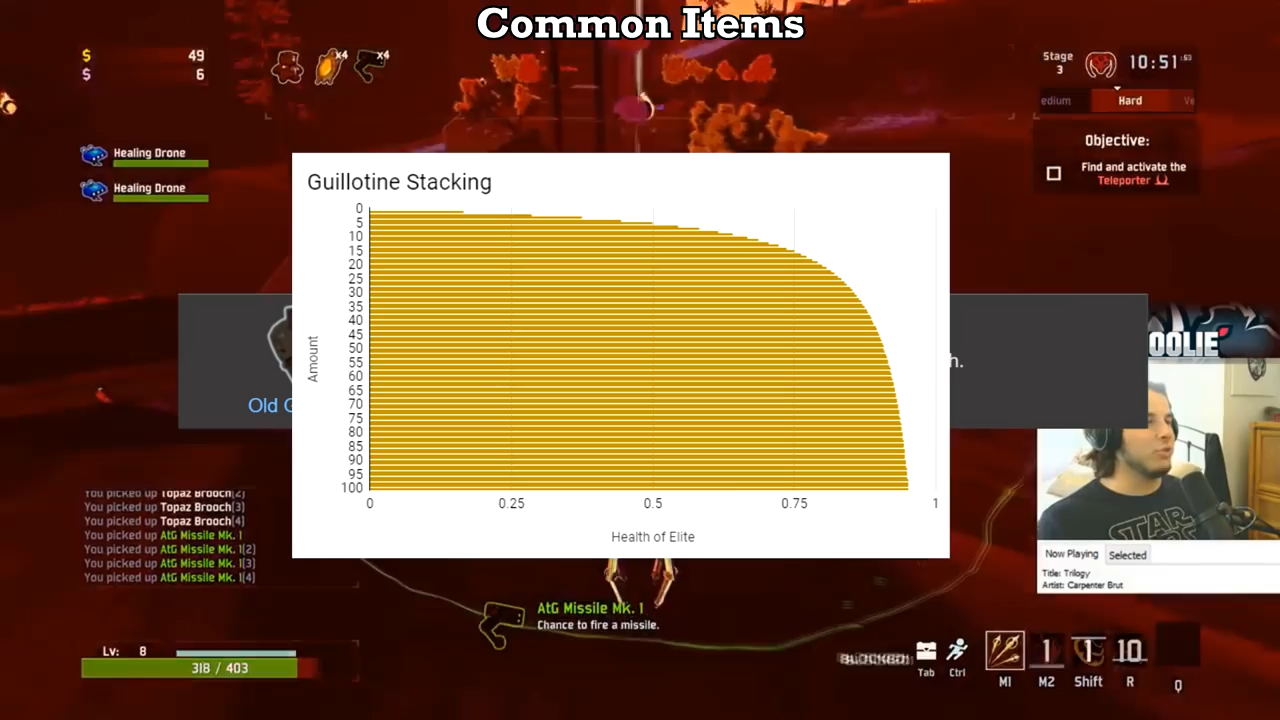 Common Items
$ 49
$ 6
x4 x4
Stage
3
10:51
edium Hard Ve
Objective:
Find and activate the
Teleporter
Healing Drone
Healing Drone
Guillotine Stacking
0
5
10
15
20
25
30
35
40
45
50
55
60
65
70
75
80
85
90
95
100
Amount
0 0.25 0.5 0.75 1
Health of Elite
Old G
h.
OOLIE
STAR
You picked up Topaz Brooch(2)
You picked up Topaz Brooch(3)
You picked up Topaz Brooch(4)
You picked up AtG Missile Mk. 1
You picked up AtG Missile Mk. 1(2)
You picked up AtG Missile Mk. 1(3)
You picked up AtG Missile Mk. 1(4)
Now Playing Selected
Title: Trilogy
Artist: Carpenter Brut
AtG Missile Mk. 1
Chance to fire a missile.
Lv: 8
318 / 403
1 1 10
Tab Ctrl M1 M2 Shift R Q